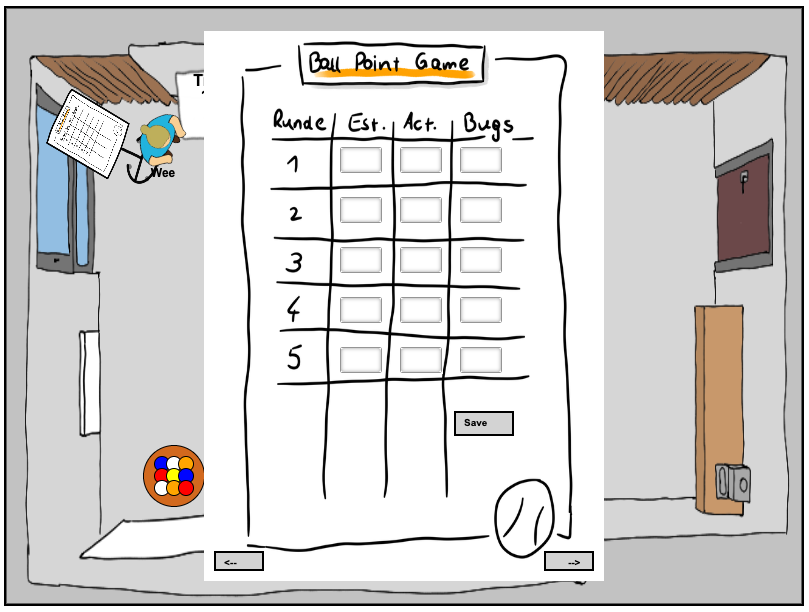 Ball Point Game
Runde Est. Act. Bugs
1
2
3
4
5
Save
<-- -->
T
Wee